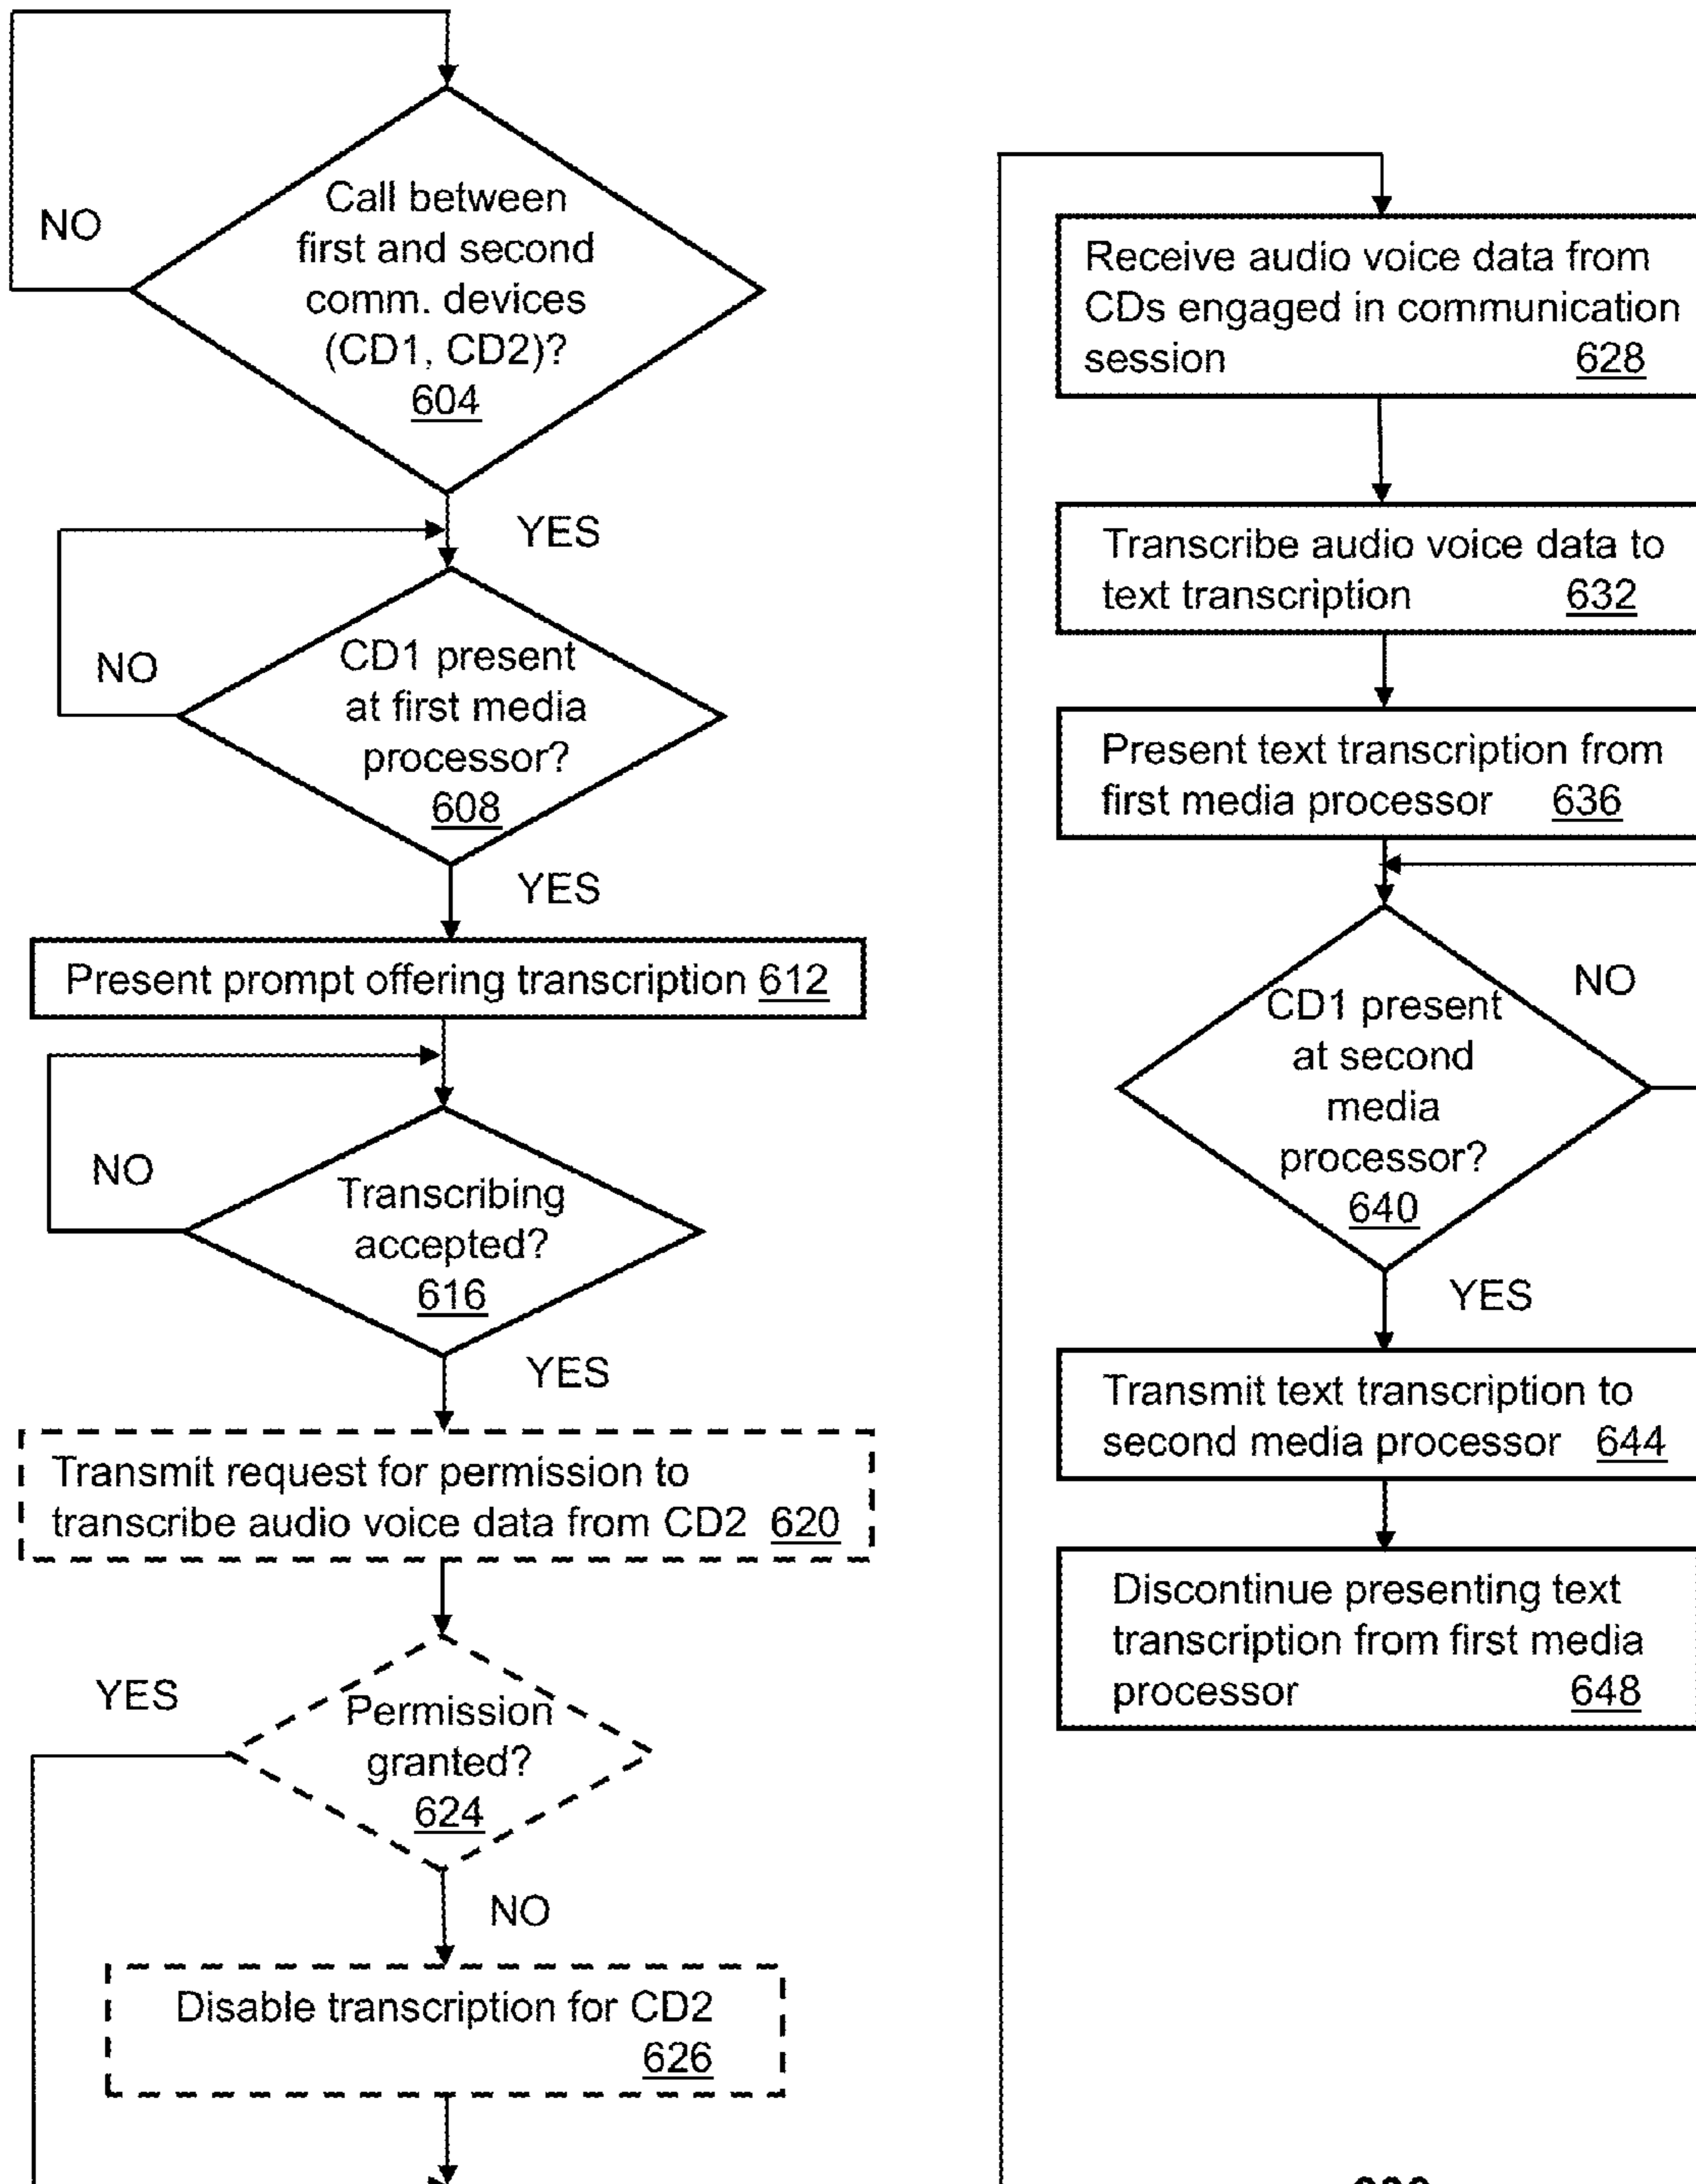 NO
Call between
first and second
comm. devices
(CD1, CD2)?
604
YES
NO
CD1 present
at first media
processor?
608
YES
Present prompt offering transcription 612
NO
Transcribing
accepted?
616
YES
Transmit request for permission to
transcribe audio voice data from CD2 620
YES
Permission
granted?
624
NO
Disable transcription for CD2
626
Receive audio voice data from
CDs engaged in communication
session 628
Transcribe audio voice data to
text transcription 632
Present text transcription from
first media processor 636
NO
CD1 present
at second
media
processor?
640
YES
Transmit text transcription to
second media processor 644
Discontinue presenting text
transcription from first media
processor 648